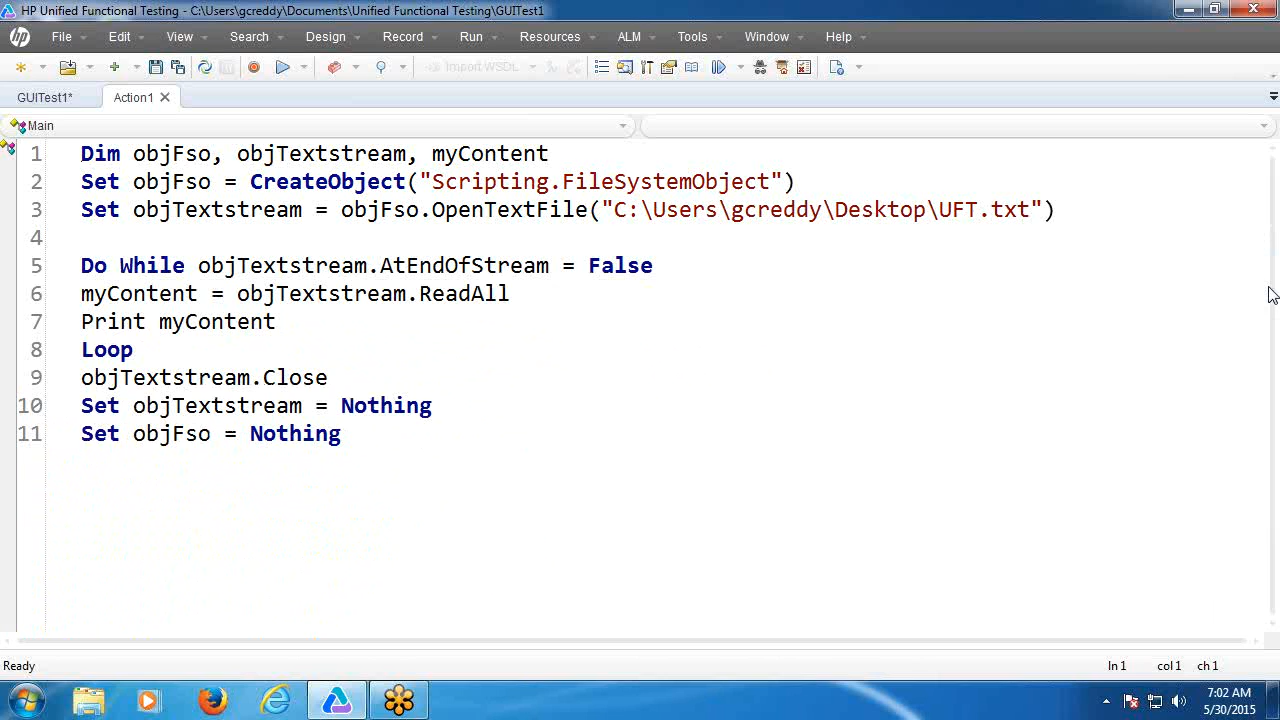 HP Unified Functional Testing - C:\Users\gcreddy\Documents\Unified Functional Testing\GUITest1
hp File Edit View Search Design Record Run Resources ALM Tools Window Help
Import WSDL
GUITest1* Action1
Main
1 Dim objFso, objTextstream, myContent
2 Set objFso = CreateObject("Scripting.FileSystemObject")
3 Set objTextstream = objFso.OpenTextFile("C:\Users\gcreddy\Desktop\UFT.txt")
4
5 Do While objTextstream.AtEndOfStream = False
6 myContent = objTextstream.ReadAll
7 Print myContent
8 Loop
9 objTextstream.Close
10 Set objTextstream = Nothing
11 Set objFso = Nothing
Ready ln 1 col 1 ch 1
7:02 AM
5/30/2015